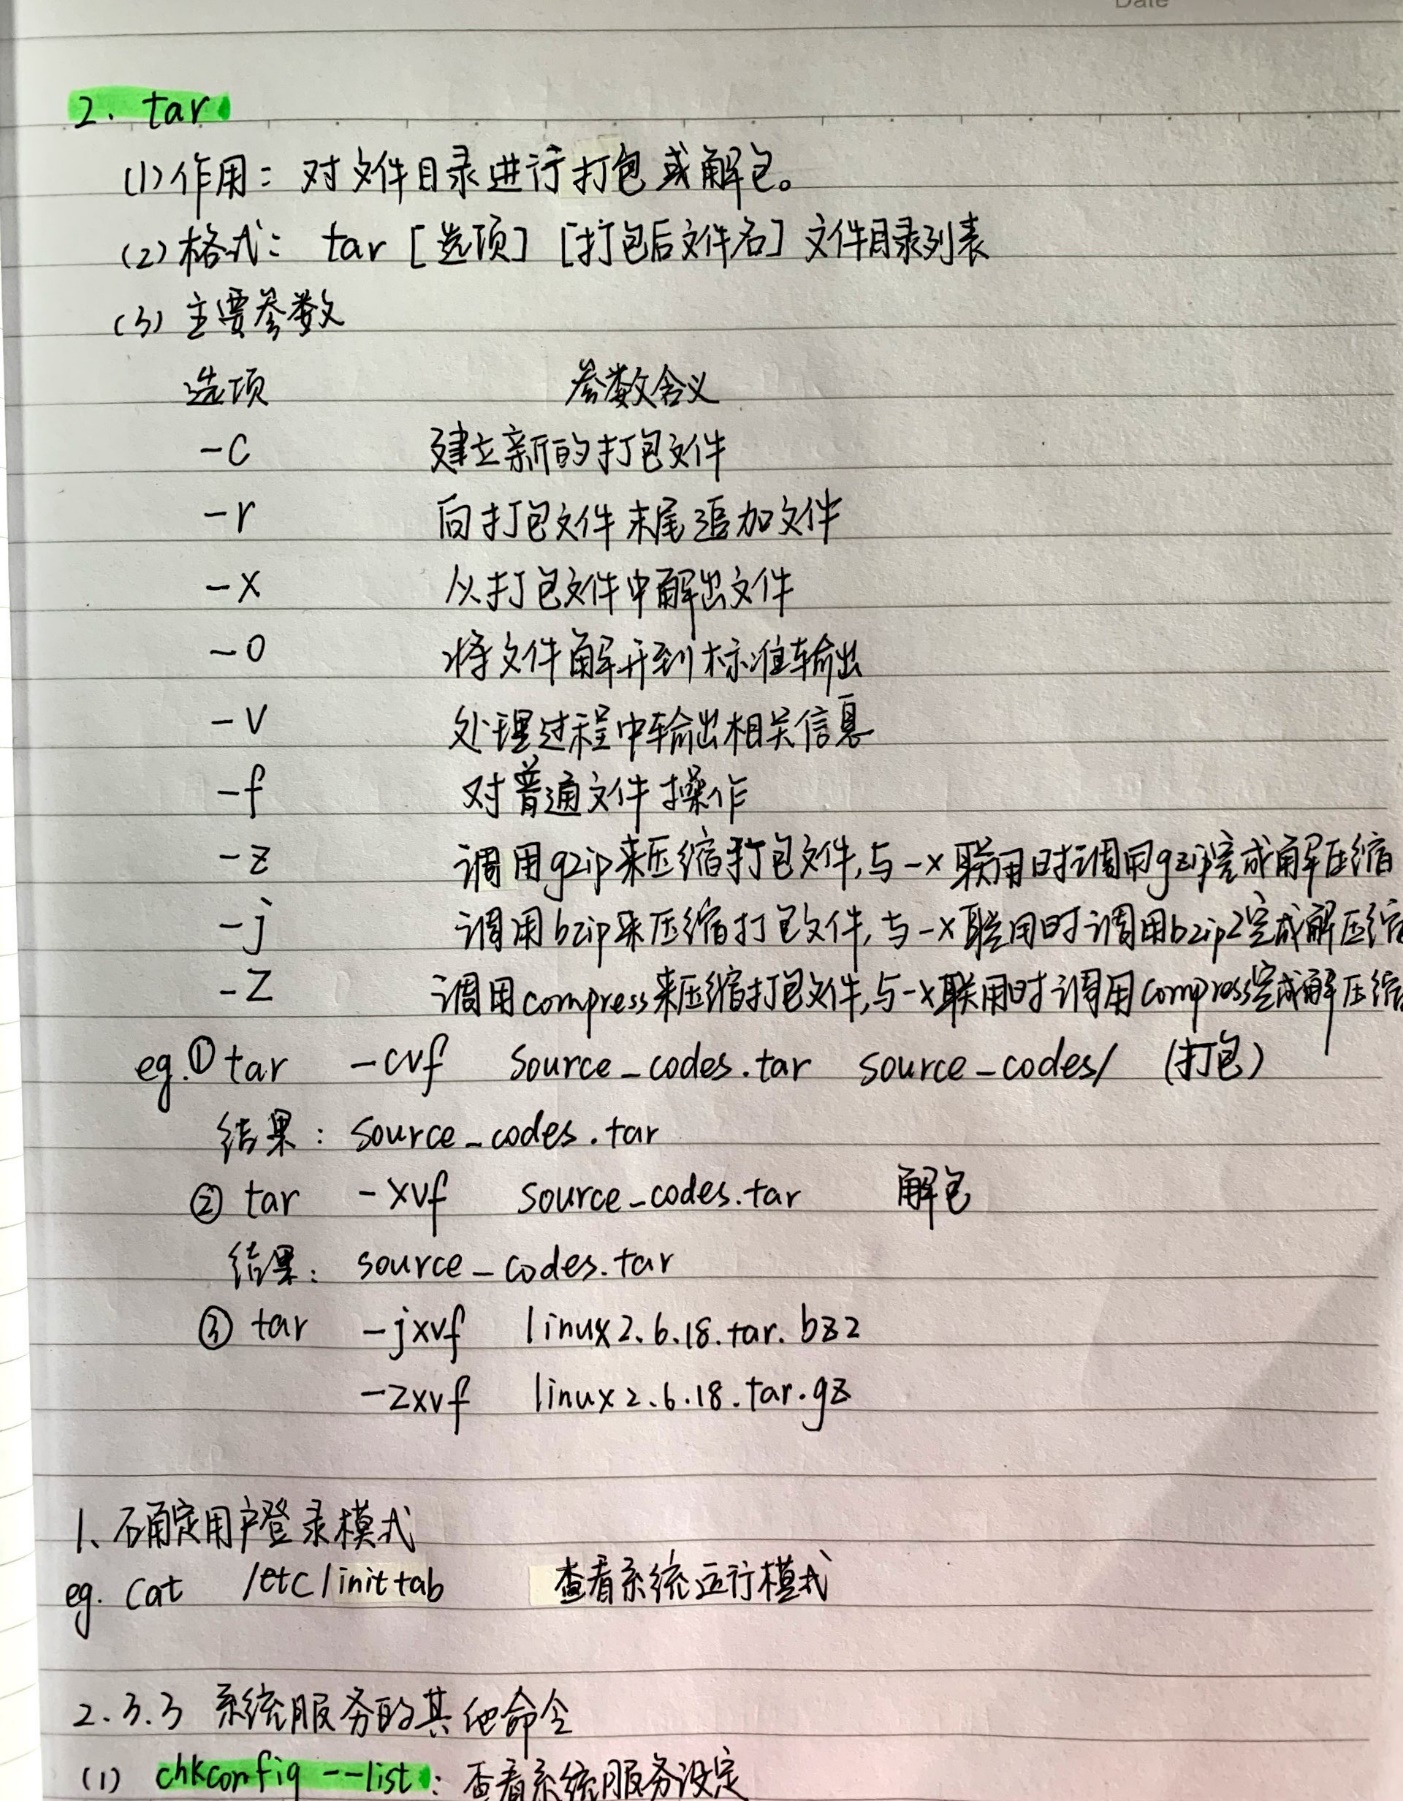 Date
2. tar
(1)作用：对文件目录进行打包或解包。
(2)格式： tar [选项] [打包后文件名] 文件目录列表
(3)主要参数
选项 参数含义
-c 建立新的打包文件
-r 向打包文件末尾追加文件
-x 从打包文件中解出文件
-o 将文件解开到标准输出
-v 处理过程中输出相关信息
-f 对普通文件操作
-z 调用gzip来压缩打包文件,与-x联用时调用gzip完成解压缩
-j 调用bzip来压缩打包文件,与-x联用时调用bzip2完成解压缩
-Z 调用compress来压缩打包文件,与-x联用时调用compress完成解压缩
eg.① tar -cvf source_codes.tar source_codes/ (打包)
结果：source_codes.tar
② tar -xvf source_codes.tar 解包
结果：source_codes.tar
③ tar -jxvf linux2.6.18.tar.bz2
-zxvf linux2.6.18.tar.gz
1、确定用户登录模式
eg. cat /etc/inittab 查看系统运行模式
2.3.3 系统服务的其他命令
(1) chkconfig --list：查看系统服务设定